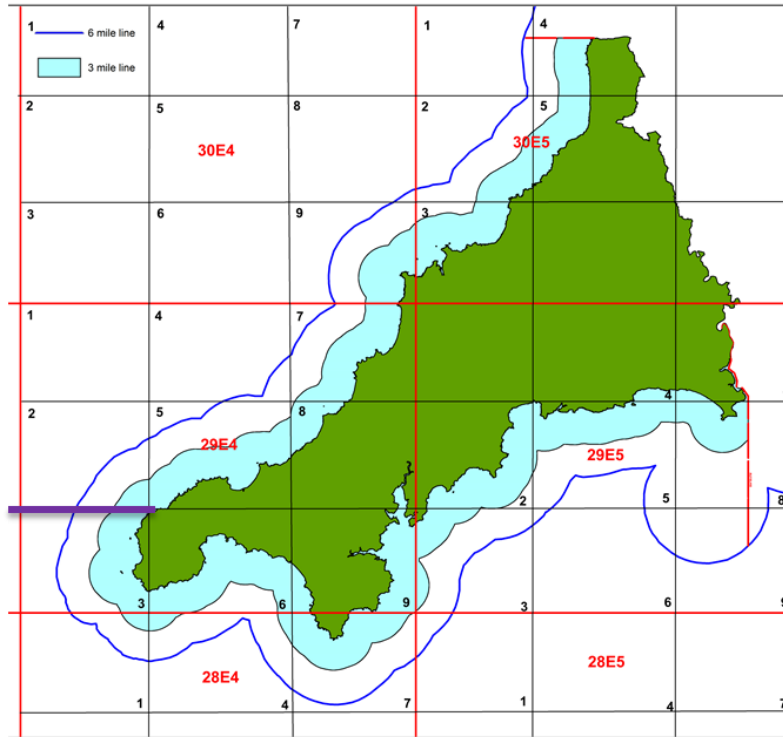 1 4 7 1 4
6 mile line
3 mile line
2 5 8 2 5
30E4 30E5
3 6 9 3
1 4 7
4
2 5 8
29E4 29E5
2 5 8
3 6 9 3 6 9
28E4 28E5
1 4 7 1 4 7